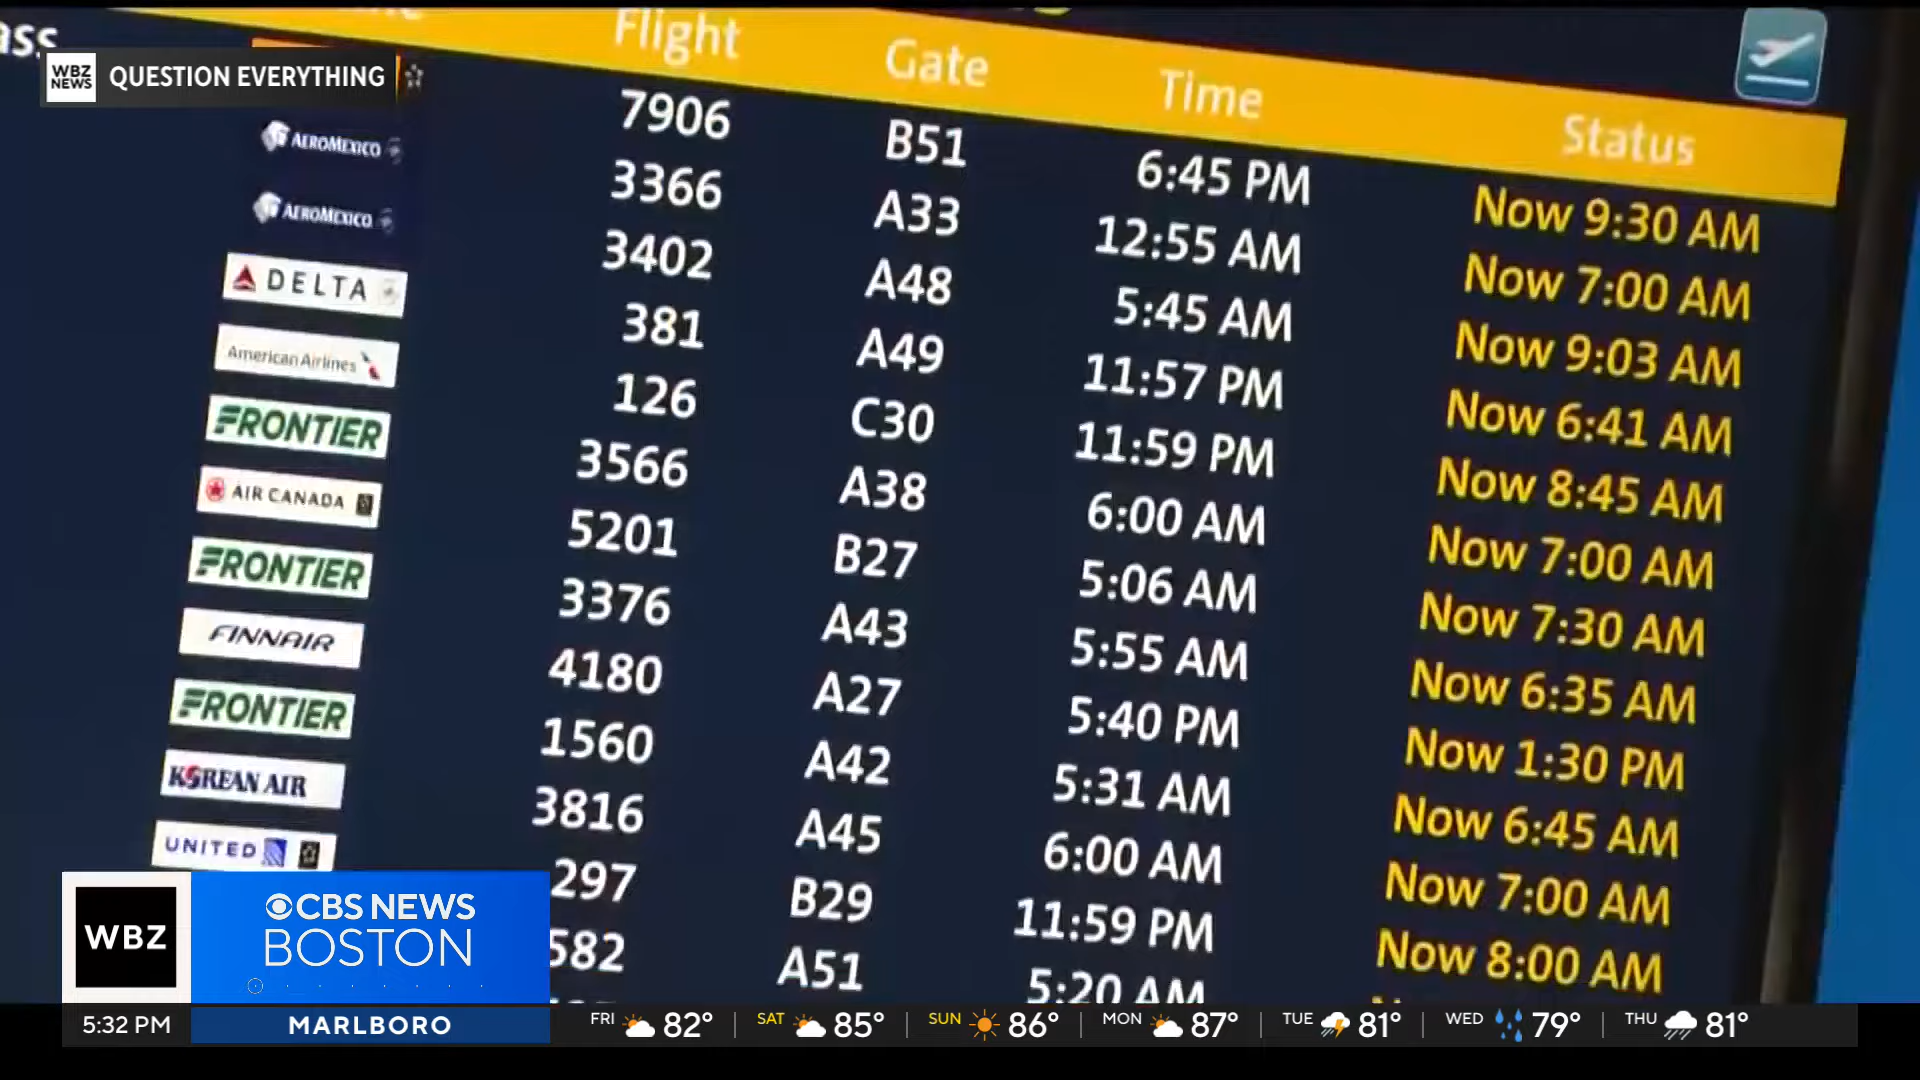 ass
Flight Gate Time Status
WBZ NEWS QUESTION EVERYTHING
7906 B51 6:45 PM Now 9:30 AM
AEROMEXICO 3366 A33 12:55 AM Now 7:00 AM
AEROMEXICO 3402 A48 5:45 AM Now 9:03 AM
DELTA 381 A49 11:57 PM Now 6:41 AM
American Airlines 126 C30 11:59 PM Now 8:45 AM
FRONTIER 3566 A38 6:00 AM Now 7:00 AM
AIR CANADA 5201 B27 5:06 AM Now 7:30 AM
FRONTIER 3376 A43 5:55 AM Now 6:35 AM
FINNAIR 4180 A27 5:40 PM Now 1:30 PM
FRONTIER 1560 A42 5:31 AM Now 6:45 AM
KOREAN AIR 3816 A45 6:00 AM Now 7:00 AM
UNITED 297 B29 11:59 PM Now 8:00 AM
582 A51 5:20 AM
WBZ CBS NEWS
BOSTON
5:32 PM MARLBORO FRI 82° SAT 85° SUN 86° MON 87° TUE 81° WED 79° THU 81°